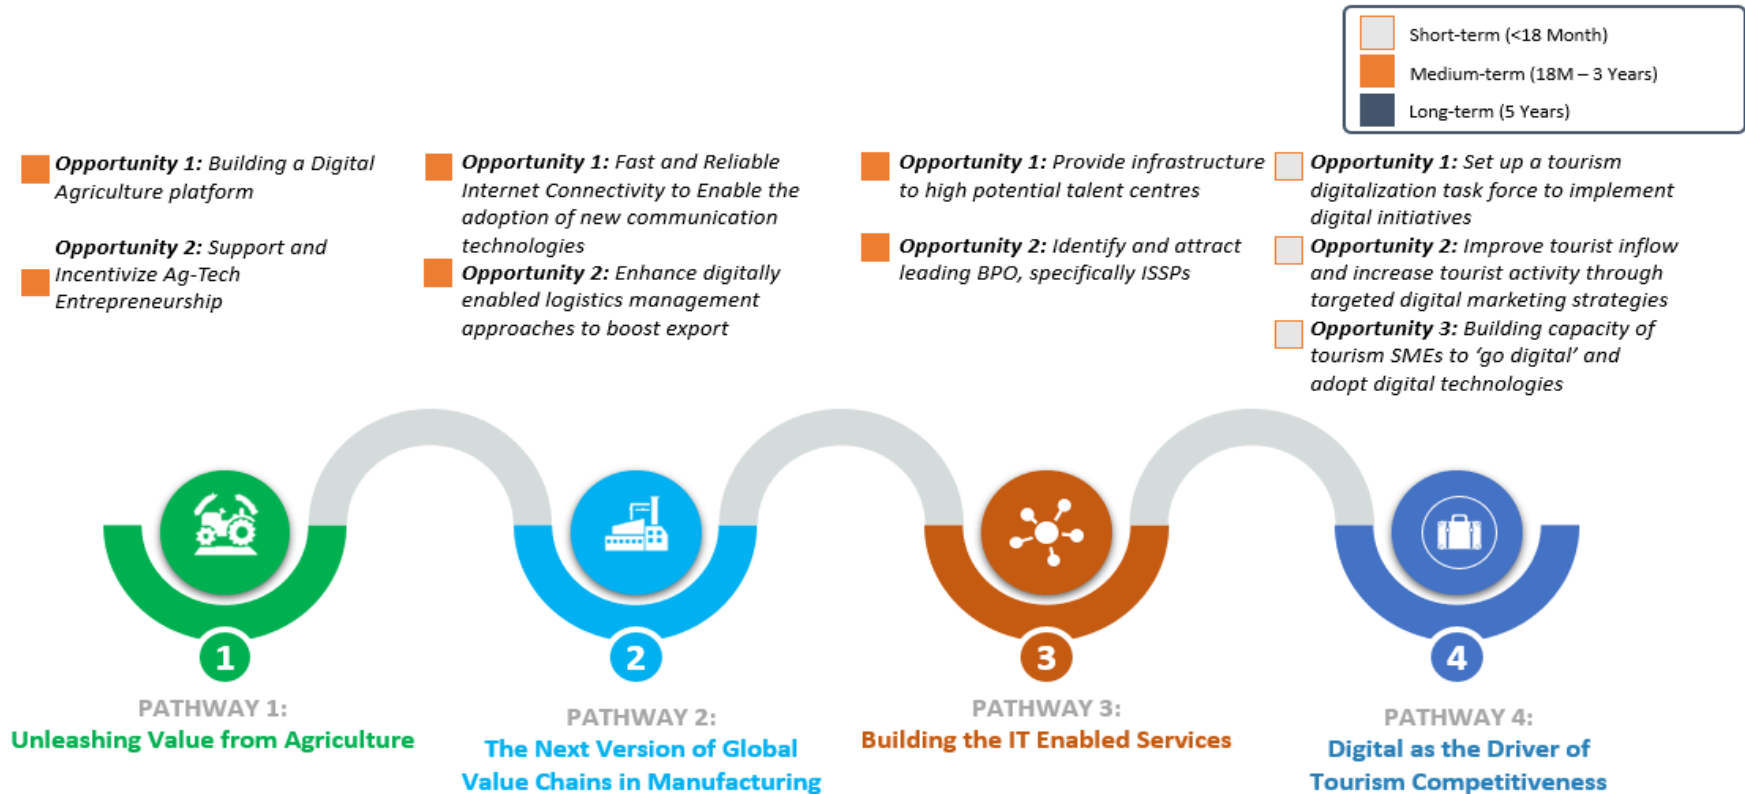 Short-term (<18 Month)
Medium-term (18M – 3 Years)
Long-term (5 Years)
Opportunity 1: Building a Digital
Agriculture platform
Opportunity 2: Support and
Incentivize Ag-Tech
Entrepreneurship
Opportunity 1: Fast and Reliable
Internet Connectivity to Enable the
adoption of new communication
technologies
Opportunity 2: Enhance digitally
enabled logistics management
approaches to boost export
Opportunity 1: Provide infrastructure
to high potential talent centres
Opportunity 2: Identify and attract
leading BPO, specifically ISSPs
Opportunity 1: Set up a tourism
digitalization task force to implement
digital initiatives
Opportunity 2: Improve tourist inflow
and increase tourist activity through
targeted digital marketing strategies
Opportunity 3: Building capacity of
tourism SMEs to ‘go digital’ and
adopt digital technologies
1
PATHWAY 1:
Unleashing Value from Agriculture
2
PATHWAY 2:
The Next Version of Global
Value Chains in Manufacturing
3
PATHWAY 3:
Building the IT Enabled Services
4
PATHWAY 4:
Digital as the Driver of
Tourism Competitiveness